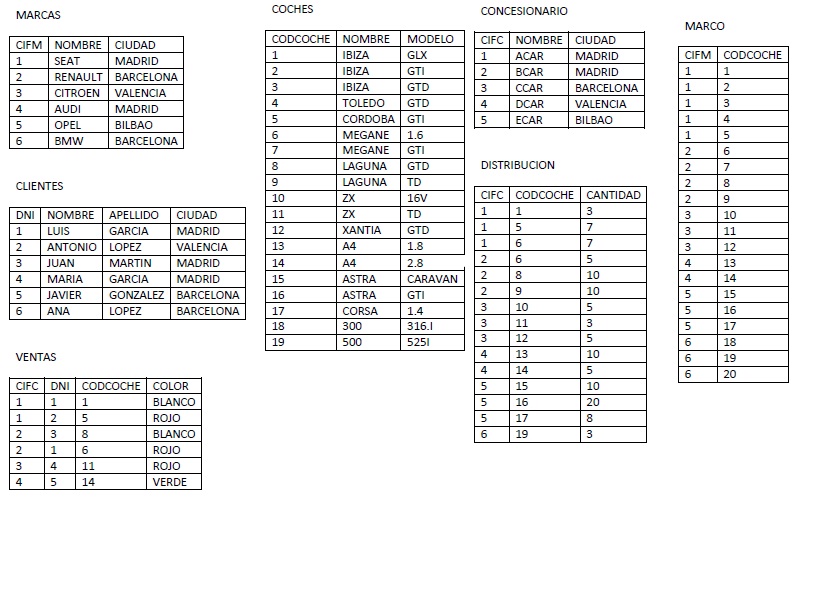 MARCAS
CIFM NOMBRE CIUDAD
1 SEAT MADRID
2 RENAULT BARCELONA
3 CITROEN VALENCIA
4 AUDI MADRID
5 OPEL BILBAO
6 BMW BARCELONA
CLIENTES
DNI NOMBRE APELLIDO CIUDAD
1 LUIS GARCIA MADRID
2 ANTONIO LOPEZ VALENCIA
3 JUAN MARTIN MADRID
4 MARIA GARCIA MADRID
5 JAVIER GONZALEZ BARCELONA
6 ANA LOPEZ BARCELONA
VENTAS
CIFC DNI CODCOCHE COLOR
1 1 1 BLANCO
1 2 5 ROJO
2 3 8 BLANCO
2 1 6 ROJO
3 4 11 ROJO
4 5 14 VERDE
COCHES
CODCOCHE NOMBRE MODELO
1 IBIZA GLX
2 IBIZA GTI
3 IBIZA GTD
4 TOLEDO GTD
5 CORDOBA GTI
6 MEGANE 1.6
7 MEGANE GTI
8 LAGUNA GTD
9 LAGUNA TD
10 ZX 16V
11 ZX TD
12 XANTIA GTD
13 A4 1.8
14 A4 2.8
15 ASTRA CARAVAN
16 ASTRA GTI
17 CORSA 1.4
18 300 316.I
19 500 525I
CONCESIONARIO
CIFC NOMBRE CIUDAD
1 ACAR MADRID
2 BCAR MADRID
3 CCAR BARCELONA
4 DCAR VALENCIA
5 ECAR BILBAO
DISTRIBUCION
CIFC CODCOCHE CANTIDAD
1 1 3
1 5 7
1 6 7
2 6 5
2 8 10
2 9 10
3 10 5
3 11 3
3 12 5
4 13 10
4 14 5
5 15 10
5 16 20
5 17 8
6 19 3
MARCO
CIFM CODCOCHE
1 1
1 2
1 3
1 4
1 5
2 6
2 7
2 8
2 9
3 10
3 11
3 12
4 13
4 14
5 15
5 16
5 17
6 18
6 19
6 20